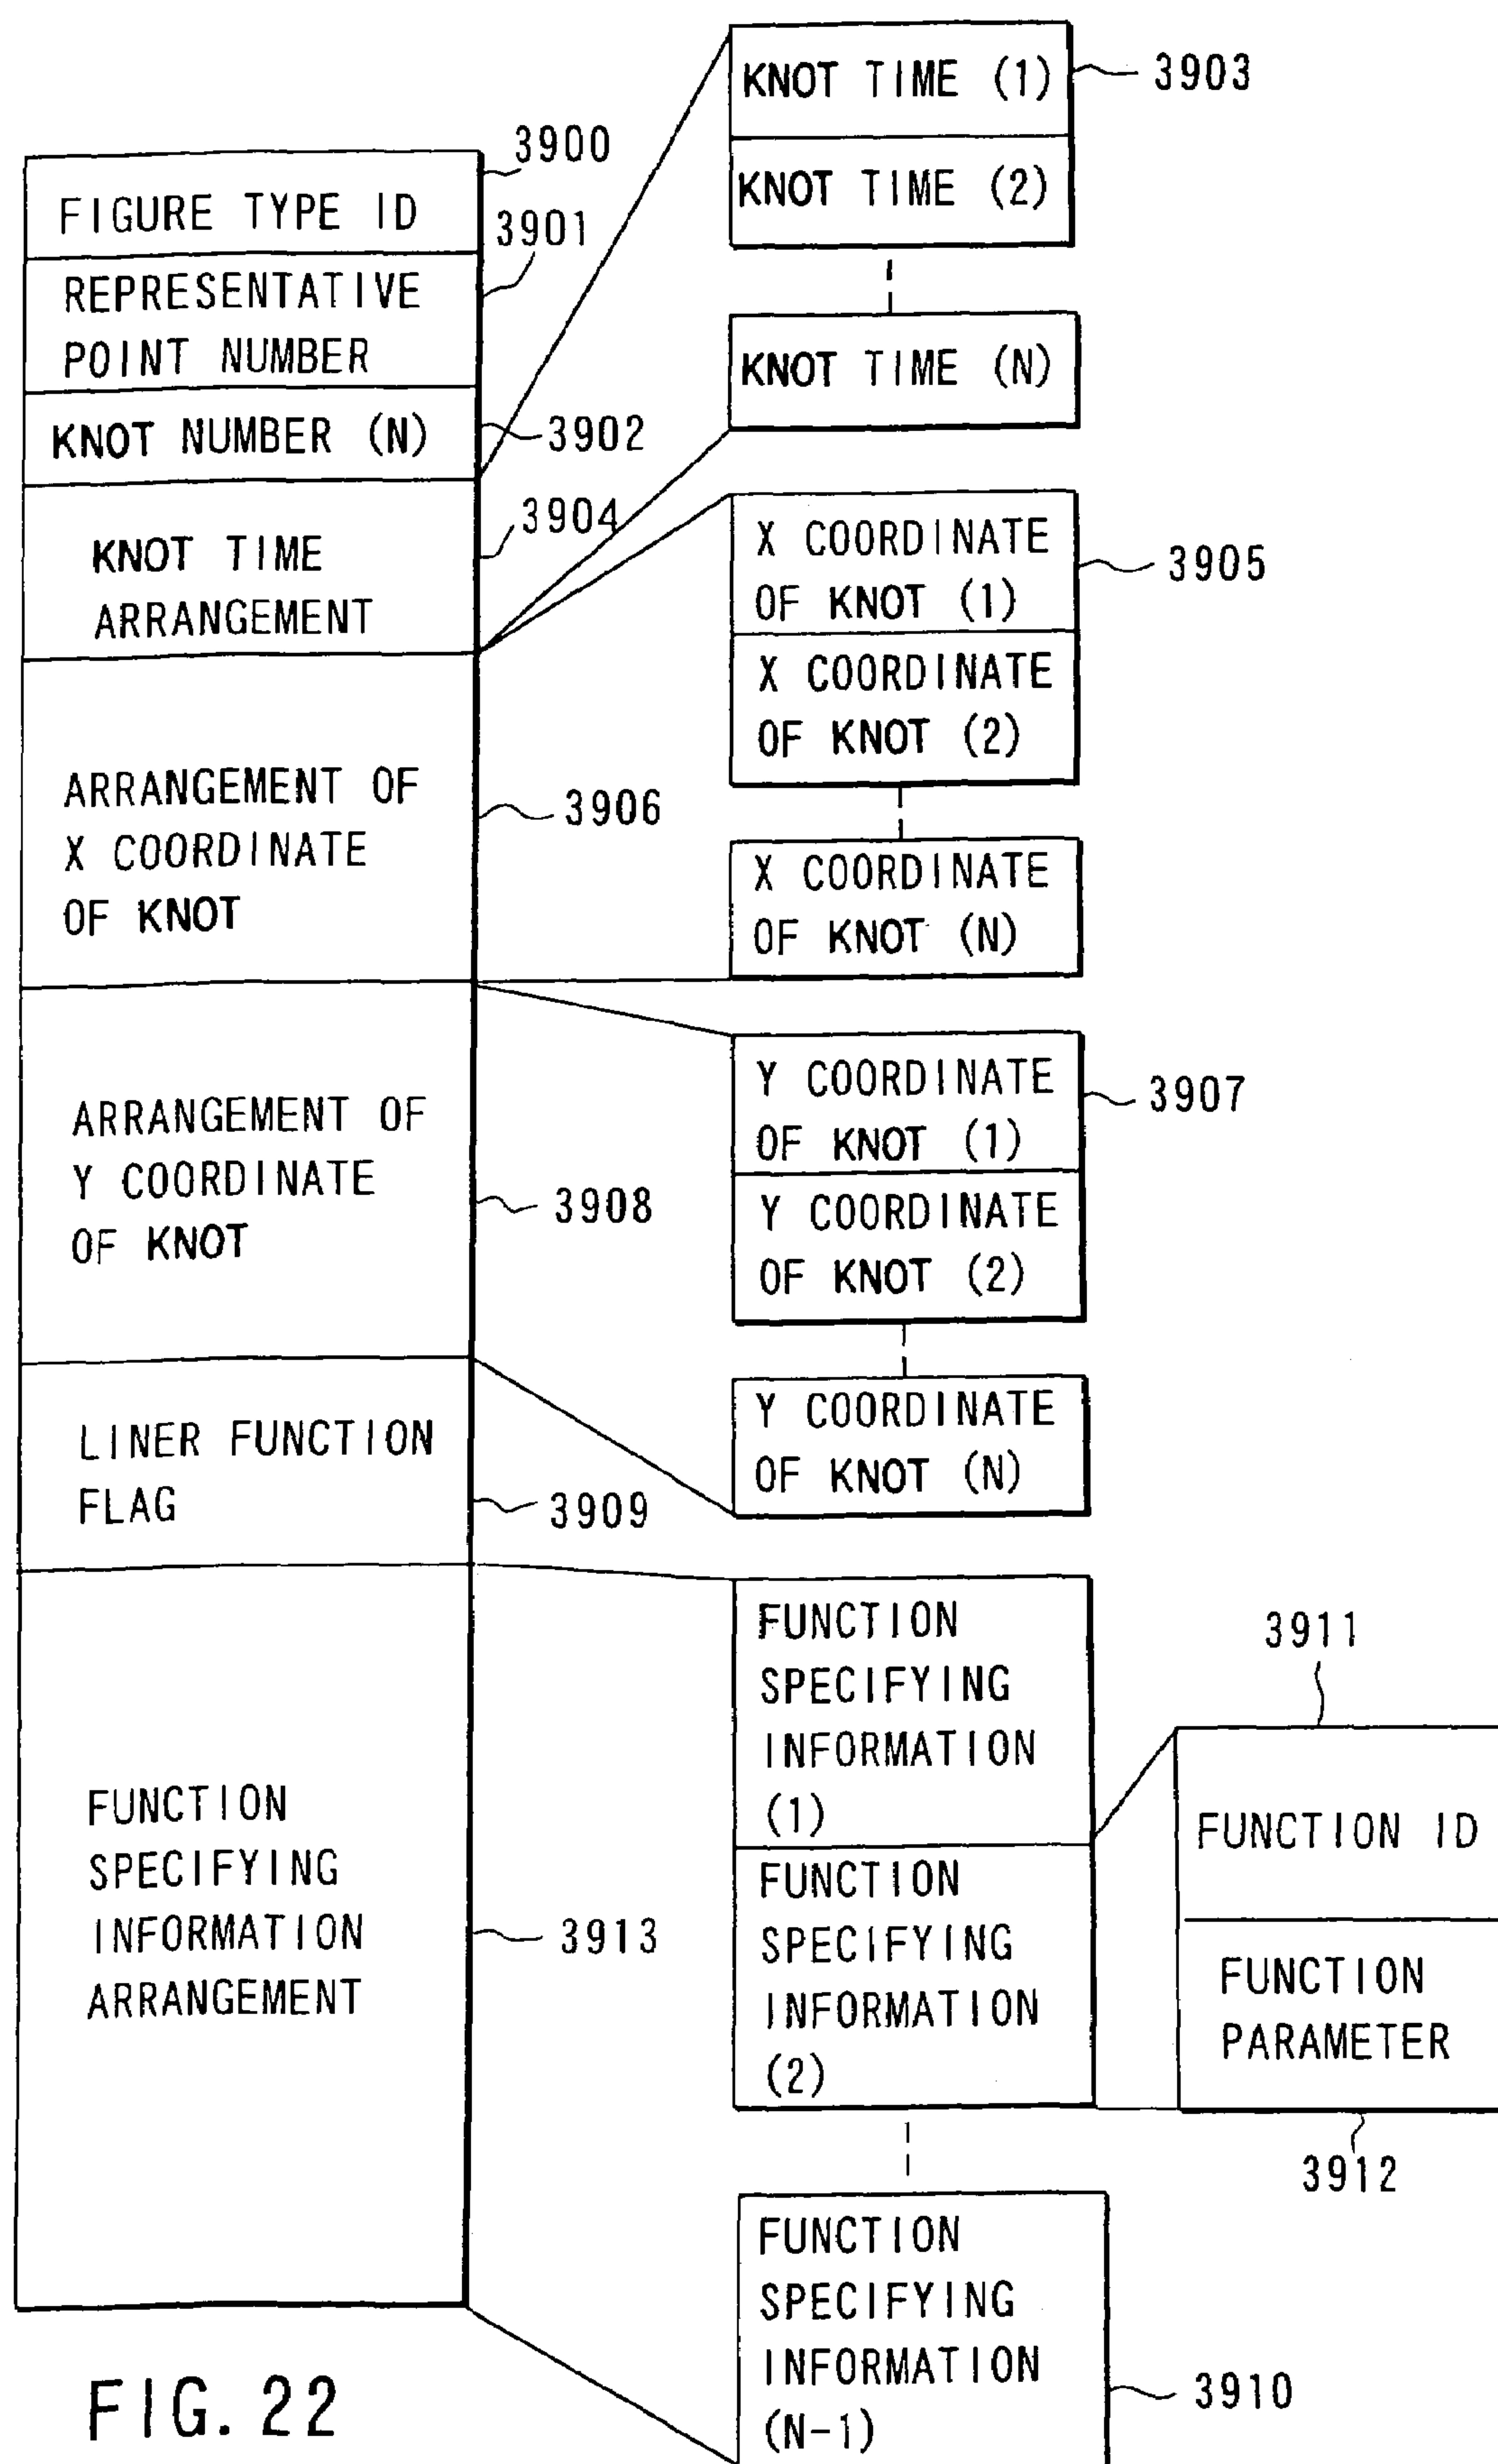 3900
FIGURE TYPE ID
3901
REPRESENTATIVE
POINT NUMBER
KNOT NUMBER (N)
3902
KNOT TIME
ARRANGEMENT
3904
ARRANGEMENT OF
X COORDINATE
OF KNOT
3906
ARRANGEMENT OF
Y COORDINATE
OF KNOT
3908
LINER FUNCTION
FLAG
3909
FUNCTION
SPECIFYING
INFORMATION
ARRANGEMENT
3913
KNOT TIME (1)
3903
KNOT TIME (2)
KNOT TIME (N)
X COORDINATE
OF KNOT (1)
3905
X COORDINATE
OF KNOT (2)
X COORDINATE
OF KNOT (N)
Y COORDINATE
OF KNOT (1)
3907
Y COORDINATE
OF KNOT (2)
Y COORDINATE
OF KNOT (N)
FUNCTION
SPECIFYING
INFORMATION
(1)
FUNCTION
SPECIFYING
INFORMATION
(2)
3911
FUNCTION ID
FUNCTION
PARAMETER
3912
FUNCTION
SPECIFYING
INFORMATION
(N-1)
3910
FIG. 22